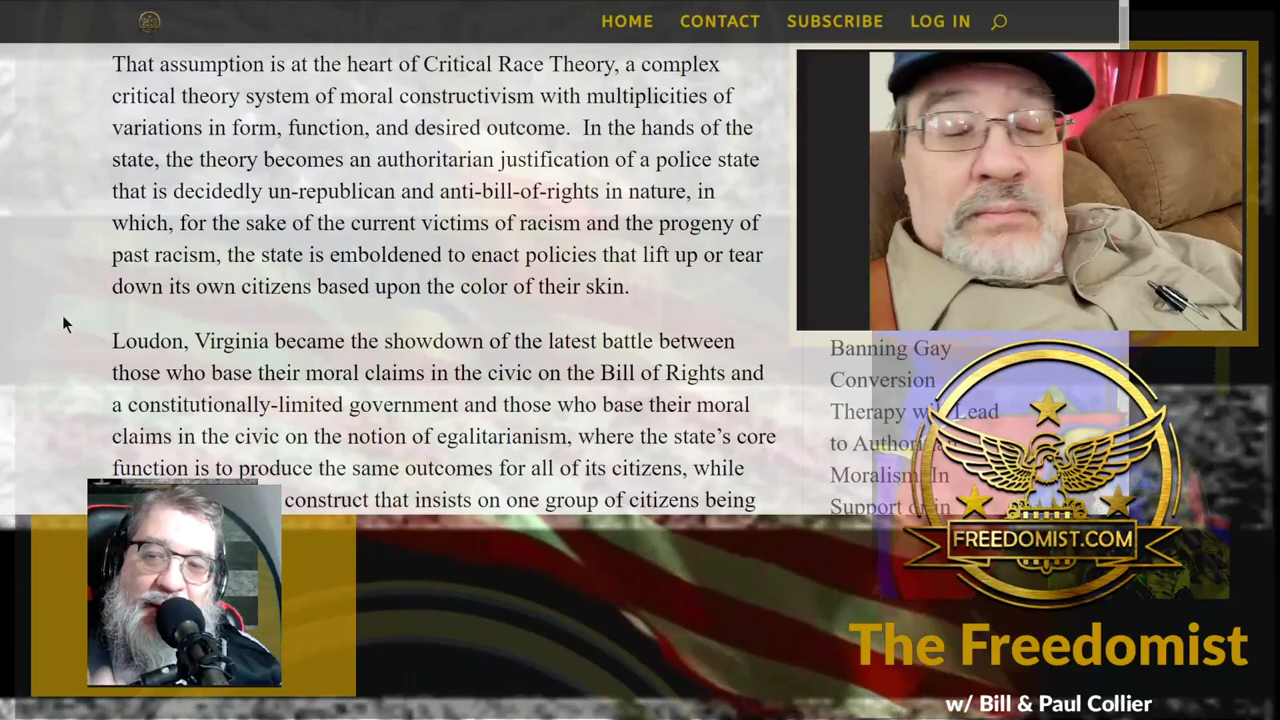 HOME CONTACT SUBSCRIBE LOG IN
That assumption is at the heart of Critical Race Theory, a complex
critical theory system of moral constructivism with multiplicities of
variations in form, function, and desired outcome.  In the hands of the
state, the theory becomes an authoritarian justification of a police state
that is decidedly un-republican and anti-bill-of-rights in nature, in
which, for the sake of the current victims of racism and the progeny of
past racism, the state is emboldened to enact policies that lift up or tear
down its own citizens based upon the color of their skin.
Loudon, Virginia became the showdown of the latest battle between
those who base their moral claims in the civic on the Bill of Rights and
a constitutionally-limited government and those who base their moral
claims in the civic on the notion of egalitarianism, where the state’s core
function is to produce the same outcomes for all of its citizens, while
construct that insists on one group of citizens being
Banning Gay
Conversion
Therapy Lead
to
Moralism In
Support
FREEDOMIST.COM
The Freedomist
w/ Bill & Paul Collier